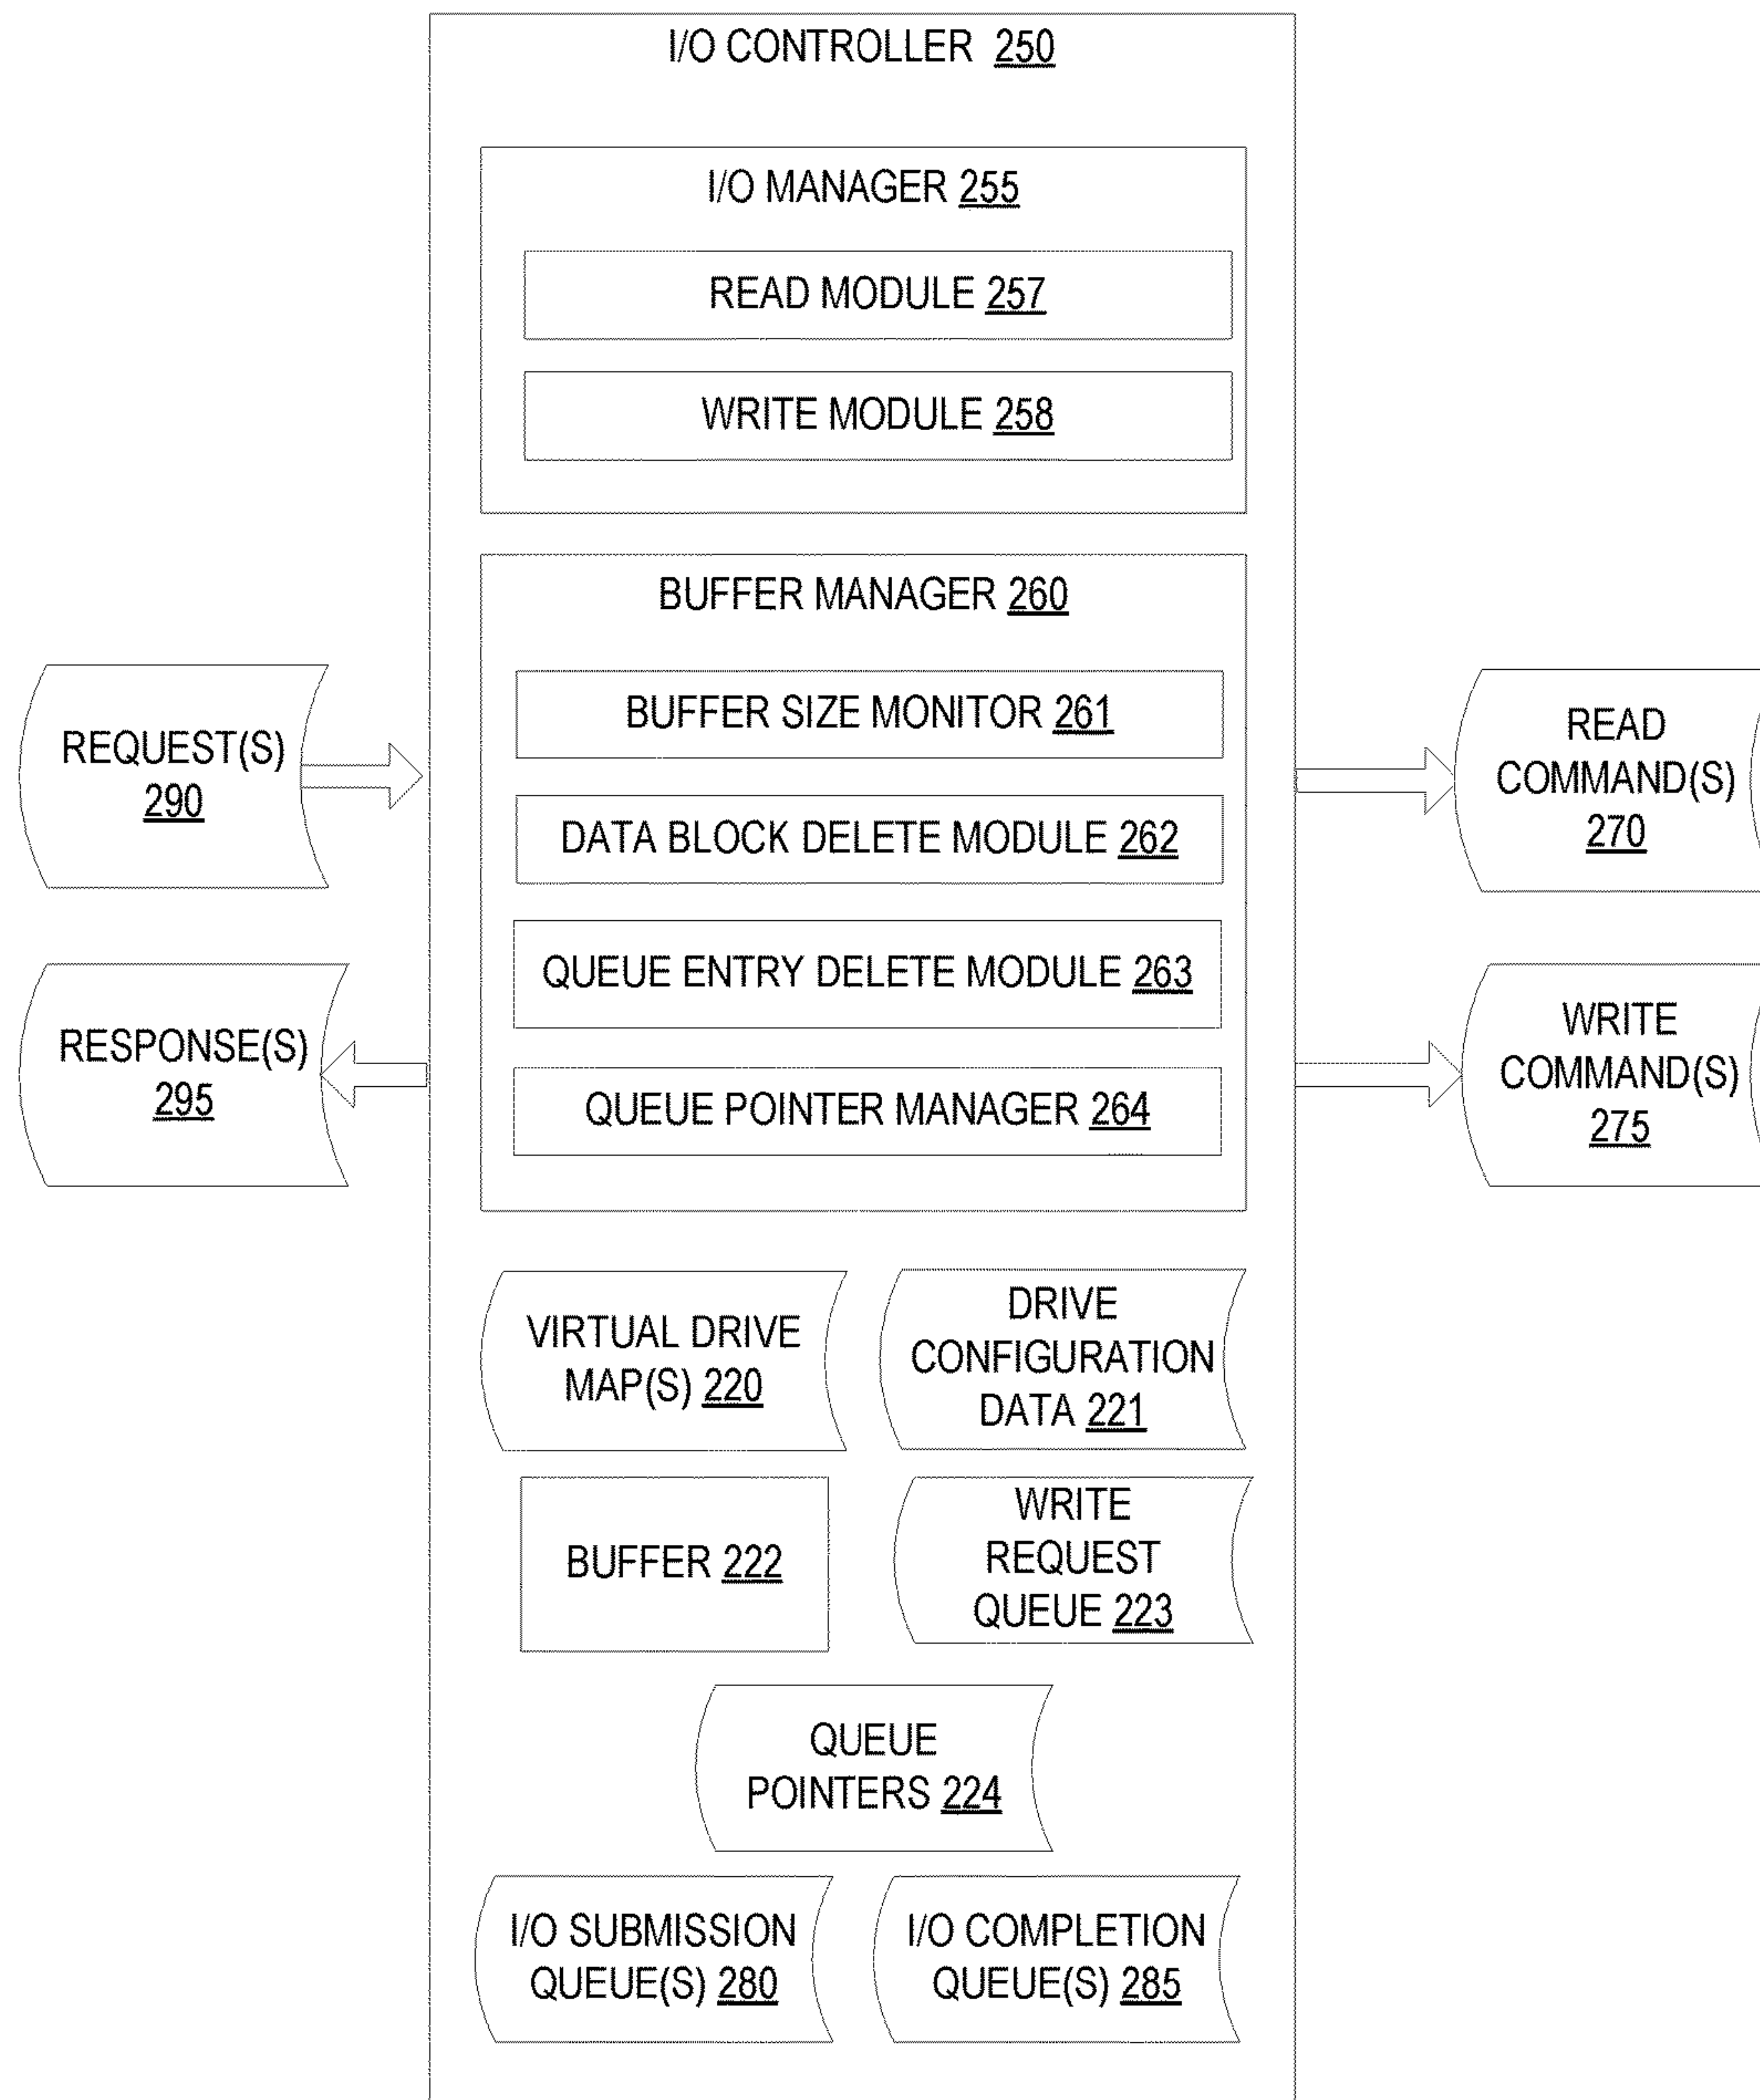 I/O CONTROLLER 250
I/O MANAGER 255
READ MODULE 257
WRITE MODULE 258
BUFFER MANAGER 260
BUFFER SIZE MONITOR 261
DATA BLOCK DELETE MODULE 262
QUEUE ENTRY DELETE MODULE 263
QUEUE POINTER MANAGER 264
REQUEST(S)
290
RESPONSE(S)
295
READ
COMMAND(S)
270
WRITE
COMMAND(S)
275
VIRTUAL DRIVE
MAP(S) 220
DRIVE
CONFIGURATION
DATA 221
BUFFER 222
WRITE
REQUEST
QUEUE 223
QUEUE
POINTERS 224
I/O SUBMISSION
QUEUE(S) 280
I/O COMPLETION
QUEUE(S) 285